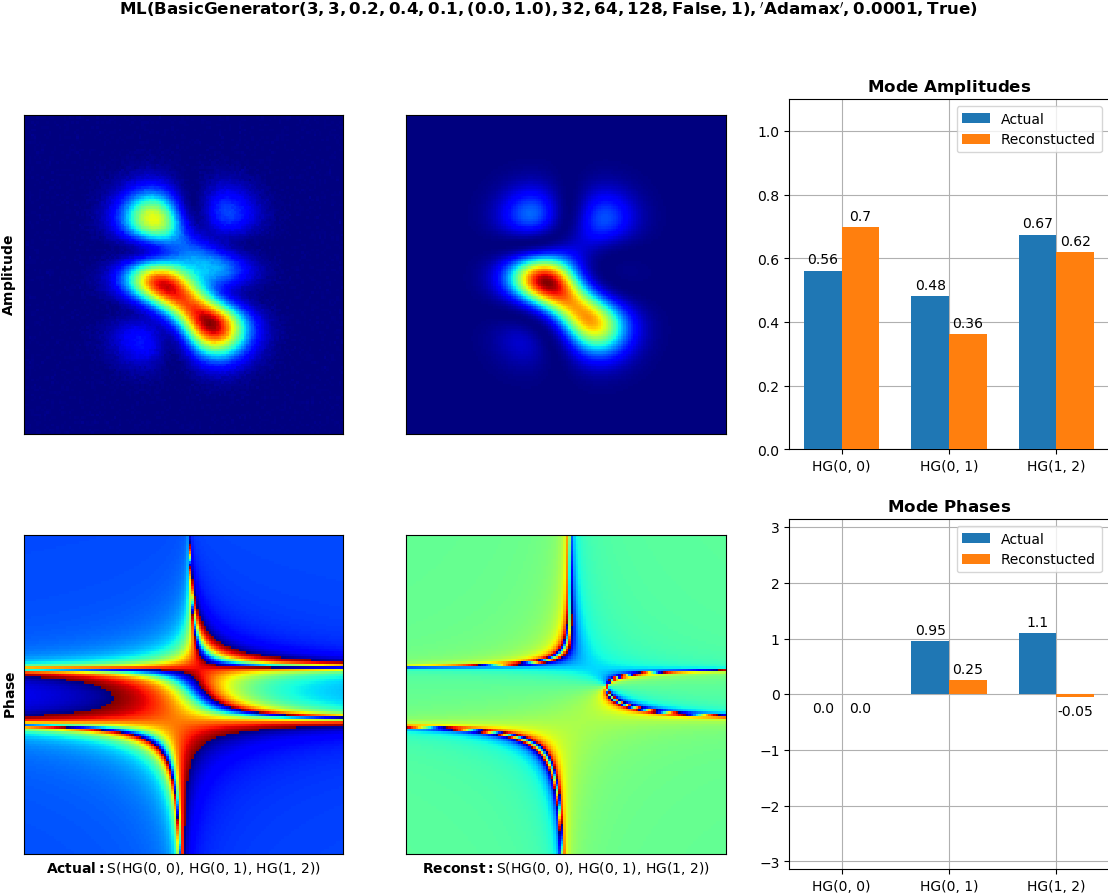 ML(BasicGenerator(3, 3, 0.2, 0.4, 0.1, (0.0, 1.0), 32, 64, 128, False, 1), 'Adamax', 0.0001, True)
Amplitude
Mode Amplitudes
Actual
Reconstucted
1.0
0.8
0.6
0.4
0.2
0.0
0.56
0.7
0.48
0.36
0.67
0.62
HG(0, 0)
HG(0, 1)
HG(1, 2)
Phase
Actual: S(HG(0, 0), HG(0, 1), HG(1, 2))
Reconst: S(HG(0, 0), HG(0, 1), HG(1, 2))
Mode Phases
Actual
Reconstucted
3
2
1
0
−1
−2
−3
0.0
0.0
0.95
0.25
1.1
-0.05
HG(0, 0)
HG(0, 1)
HG(1, 2)